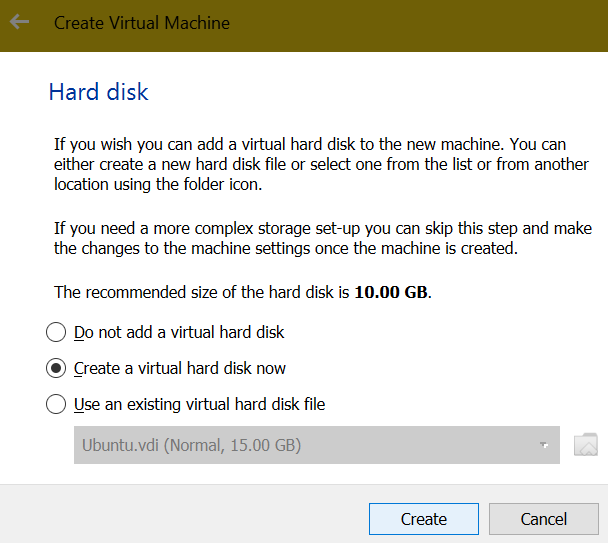 Create Virtual Machine
Hard disk
If you wish you can add a virtual hard disk to the new machine. You can
either create a new hard disk file or select one from the list or from another
location using the folder icon.
If you need a more complex storage set-up you can skip this step and make
the changes to the machine settings once the machine is created.
The recommended size of the hard disk is 10.00 GB.
Do not add a virtual hard disk
Create a virtual hard disk now
Use an existing virtual hard disk file
Ubuntu.vdi (Normal, 15.00 GB)
Create
Cancel